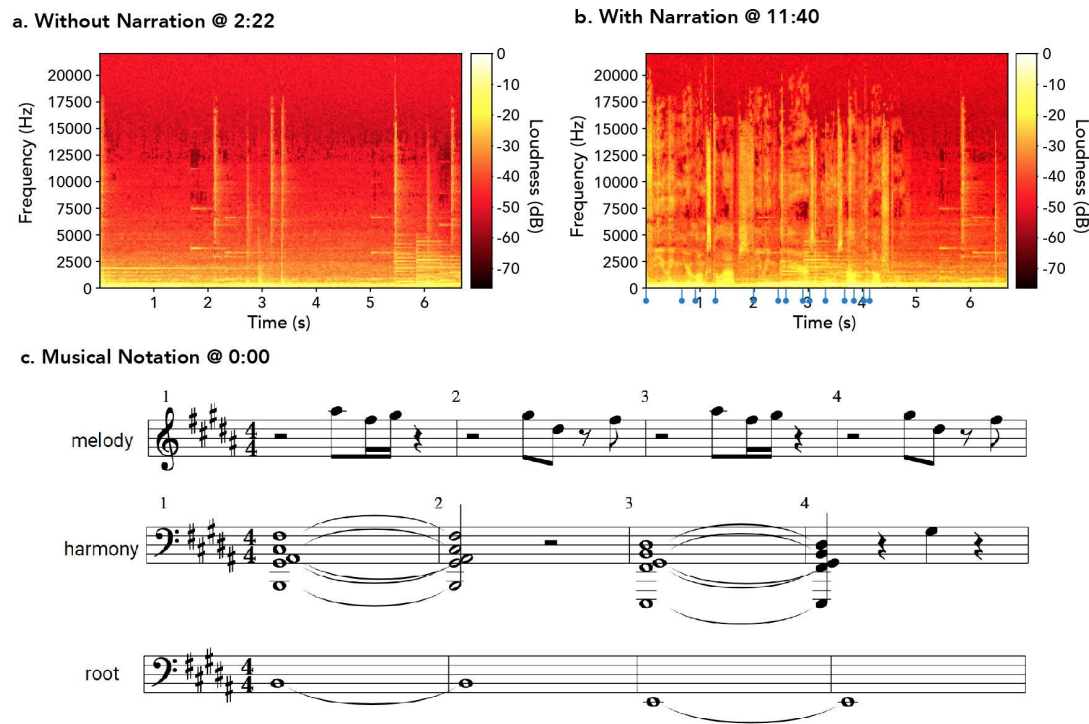 a. Without Narration @ 2:22
20000
17500
15000
12500
10000
7500
5000
2500
0
Frequency (Hz)
1 2 3 4 5 6
Time (s)
0
-10
-20
-30
-40
-50
-60
-70
Loudness (dB)
b. With Narration @ 11:40
20000
17500
15000
12500
10000
7500
5000
2500
0
Frequency (Hz)
1 2 3 4 5 6
Time (s)
0
-10
-20
-30
-40
-50
-60
-70
Loudness (dB)
c. Musical Notation @ 0:00
1 2 3 4
melody
4
4
1 2 3 4
harmony
4
4
root
4
4